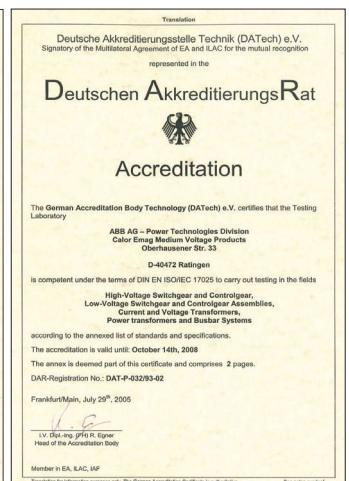 Translation
Deutsche Akkreditierungsstelle Technik (DATech) e.V.
Signatory of the Multilateral Agreement of EA and ILAC for the mutual recognition
represented in the
Deutschen AkkreditierungsRat
Accreditation
The German Accreditation Body Technology (DATech) e.V. certifies that the Testing
Laboratory
ABB AG – Power Technologies Division
Calor Emag Medium Voltage Products
Oberhausener Str. 33
D-40472 Ratingen
is competent under the terms of DIN EN ISO/IEC 17025 to carry out testing in the fields
High-Voltage Switchgear and Controlgear,
Low-Voltage Switchgear and Controlgear Assemblies,
Current and Voltage Transformers,
Power transformers and Busbar Systems
according to the annexed list of standards and specifications.
The accreditation is valid until: October 14th, 2008
The annex is deemed part of this certificate and comprises 2 pages.
DAR-Registration No.: DAT-P-032/93-02
Frankfurt/Main, July 29th, 2005
I.V. Dipl.-Ing. (FH) R. Egner
Head of the Accreditation Body
Member in EA, ILAC, IAF